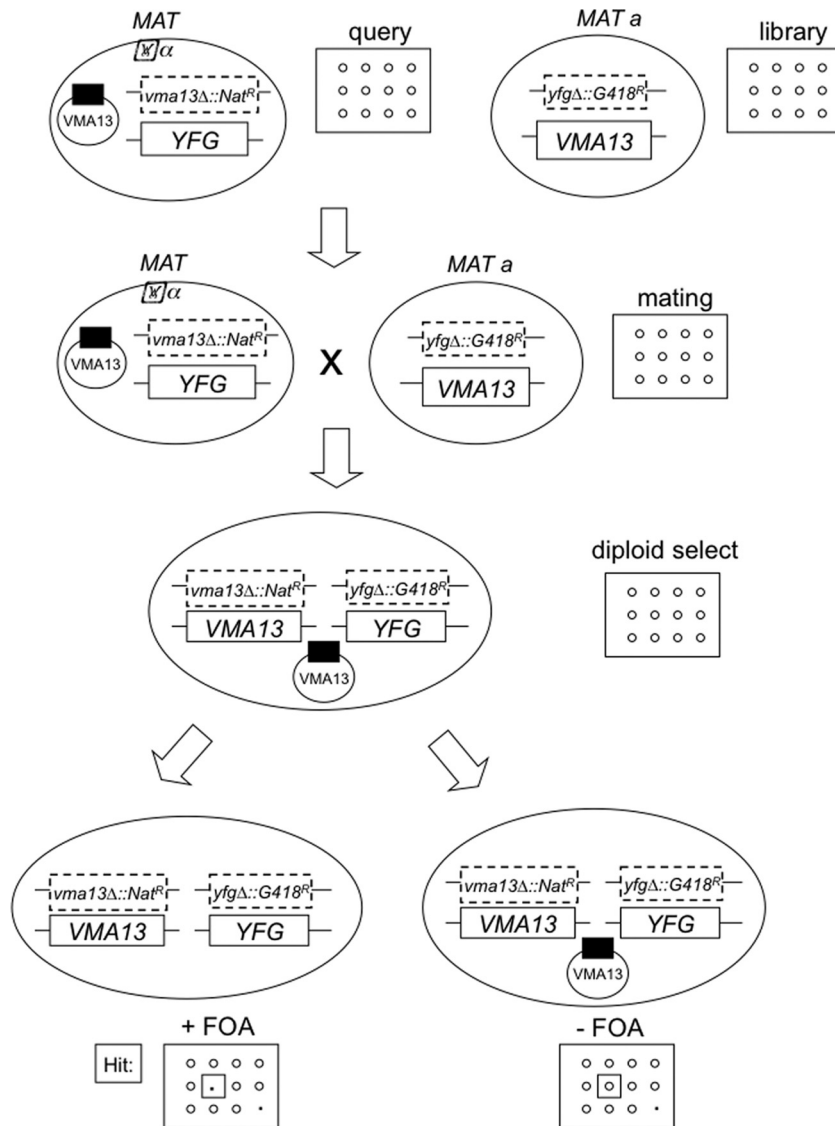 MAT
α
query
MAT a
library
vma13Δ::Natᴿ
yfgΔ::G418ᴿ
VMA13
YFG
VMA13
MAT
α
MAT a
mating
vma13Δ::Natᴿ
yfgΔ::G418ᴿ
VMA13
X
YFG
VMA13
diploid select
vma13Δ::Natᴿ
yfgΔ::G418ᴿ
VMA13
YFG
VMA13
vma13Δ::Natᴿ
yfgΔ::G418ᴿ
vma13Δ::Natᴿ
yfgΔ::G418ᴿ
VMA13
YFG
VMA13
YFG
VMA13
+ FOA
- FOA
Hit: